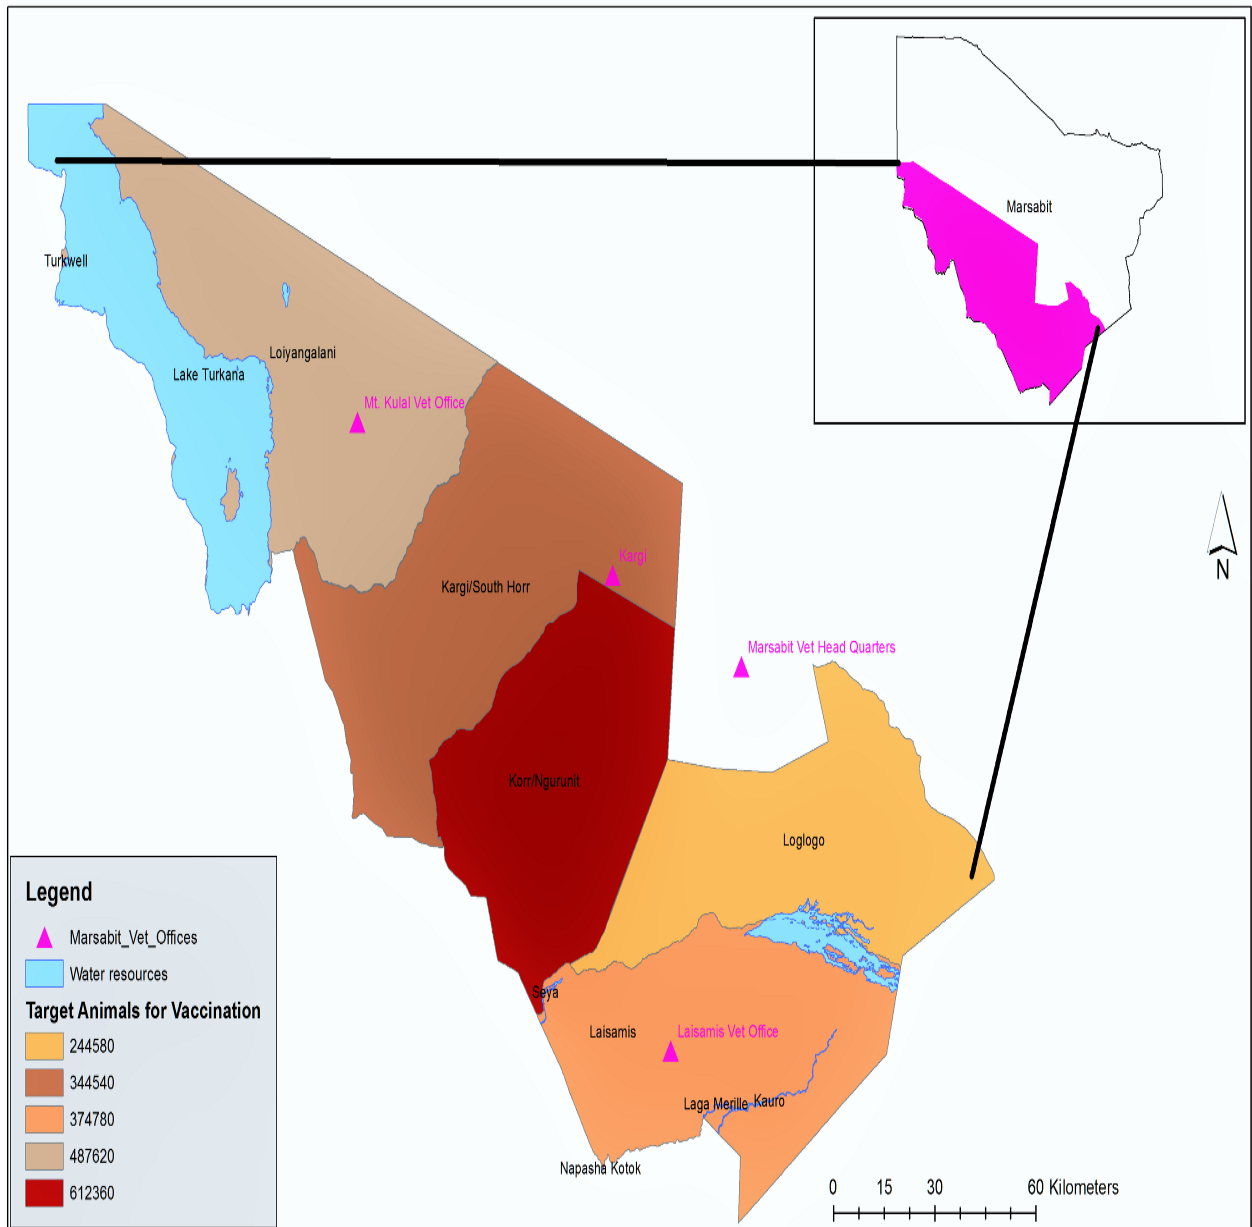 Marsabit
Turkwell
Loiyangalani
Lake Turkana
Mt. Kulal Vet Office
Kargi
Kargi/South Horr
N
Marsabit Vet Head Quarters
Korr/Ngurunit
Loglogo
Seya
Laisamis
Laisamis Vet Office
Laga Merille
Kauro
Napasha Kotok
Legend
Marsabit_Vet_Offices
Water resources
Target Animals for Vaccination
244580
344540
374780
487620
612360
0 15 30 60 Kilometers